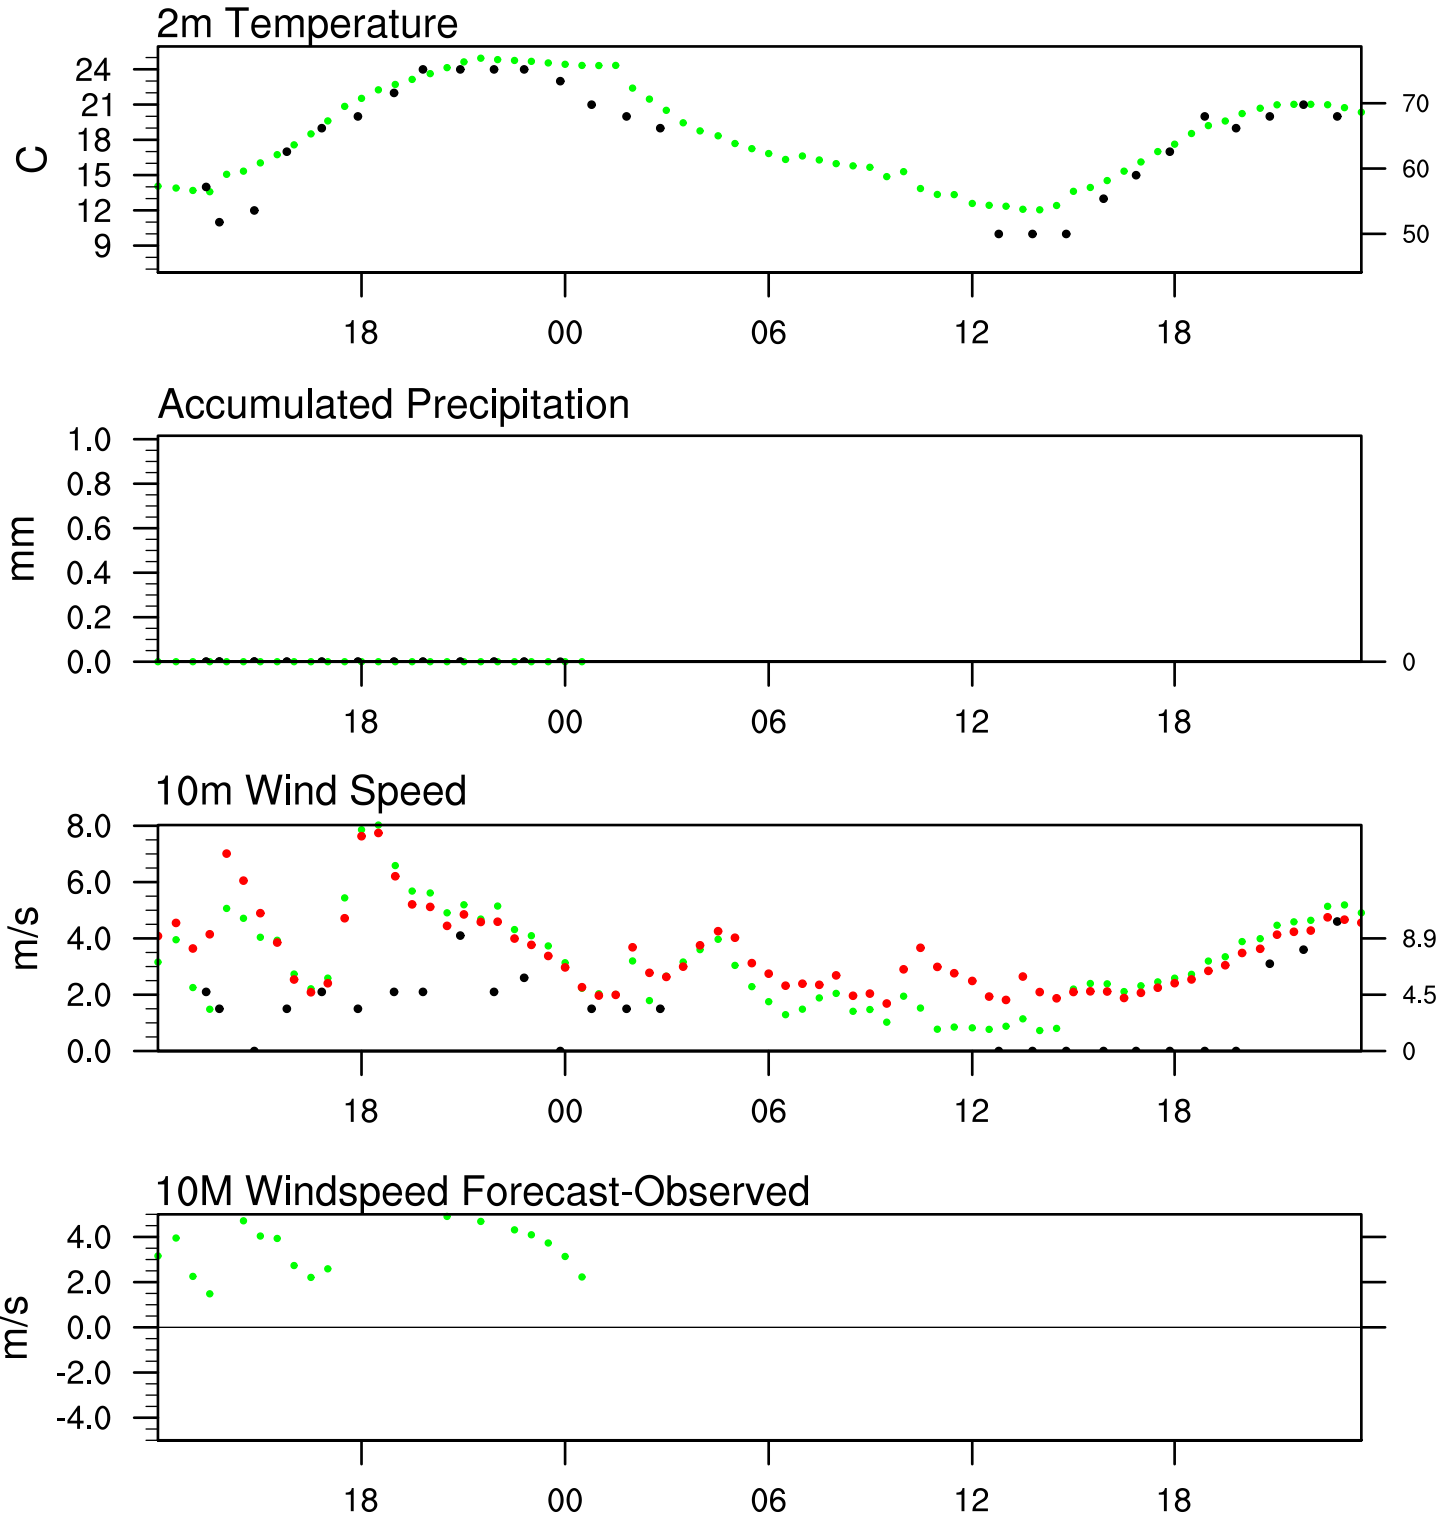 2m Temperature
24
21
18
15
12
9
C
70
60
50
18 00 06 12 18
Accumulated Precipitation
1.0
0.8
0.6
0.4
0.2
0.0
mm
0
18 00 06 12 18
10m Wind Speed
8.0
6.0
4.0
2.0
0.0
m/s
8.9
4.5
0
18 00 06 12 18
10M Windspeed Forecast-Observed
4.0
2.0
0.0
-2.0
-4.0
m/s
18 00 06 12 18